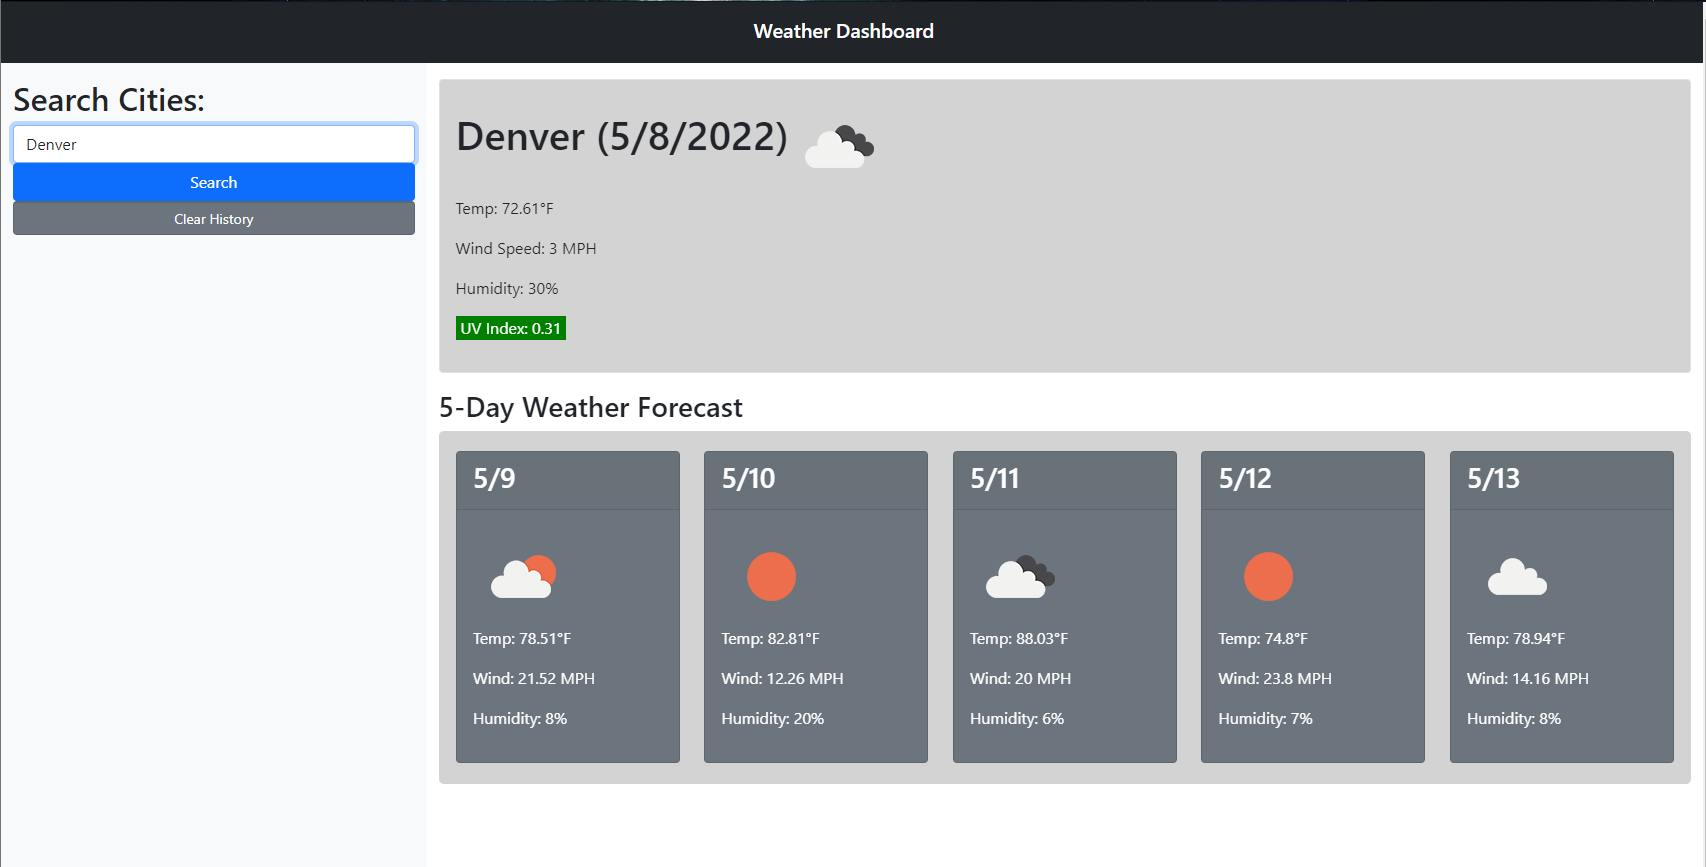 Weather Dashboard
Search Cities:
Denver
Search
Clear History
Denver (5/8/2022)
Temp: 72.61°F
Wind Speed: 3 MPH
Humidity: 30%
UV Index: 0.31
5-Day Weather Forecast
5/9
Temp: 78.51°F
Wind: 21.52 MPH
Humidity: 8%
5/10
Temp: 82.81°F
Wind: 12.26 MPH
Humidity: 20%
5/11
Temp: 88.03°F
Wind: 20 MPH
Humidity: 6%
5/12
Temp: 74.8°F
Wind: 23.8 MPH
Humidity: 7%
5/13
Temp: 78.94°F
Wind: 14.16 MPH
Humidity: 8%